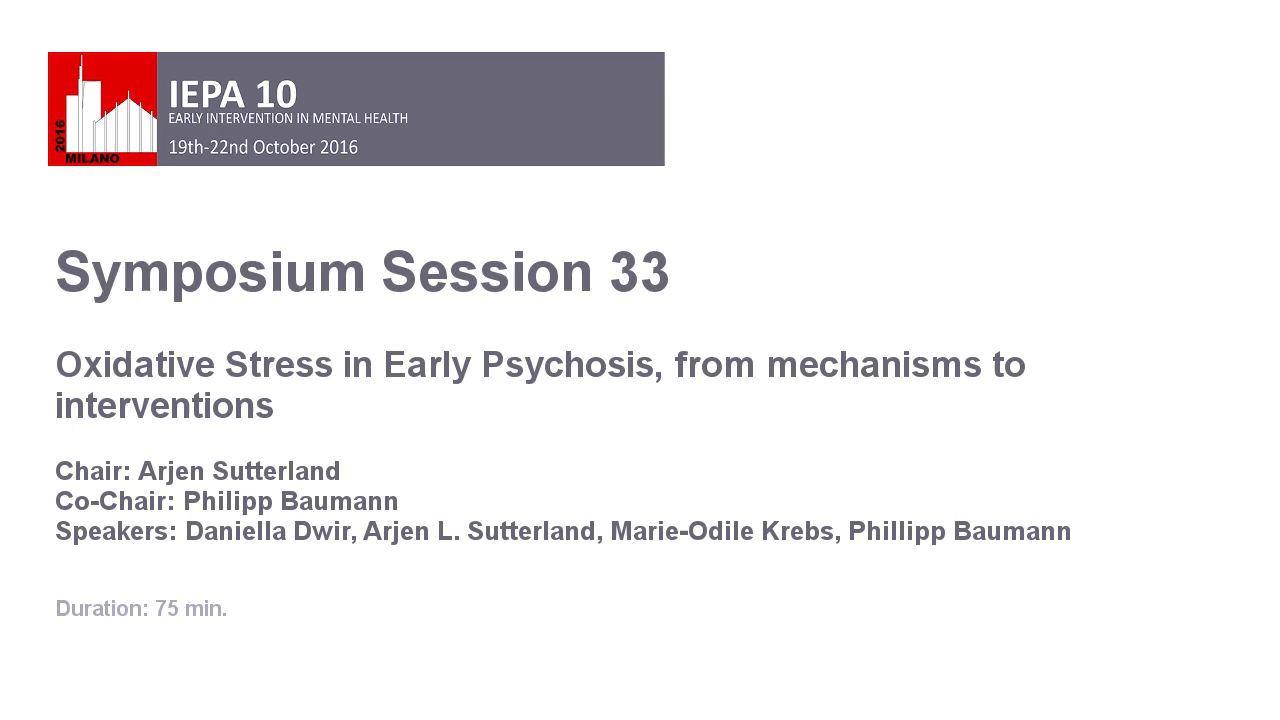 2016
MILANO
IEPA 10
EARLY INTERVENTION IN MENTAL HEALTH
19th-22nd October 2016
Symposium Session 33
Oxidative Stress in Early Psychosis, from mechanisms to
interventions
Chair: Arjen Sutterland
Co-Chair: Philipp Baumann
Speakers: Daniella Dwir, Arjen L. Sutterland, Marie-Odile Krebs, Phillipp Baumann
Duration: 75 min.